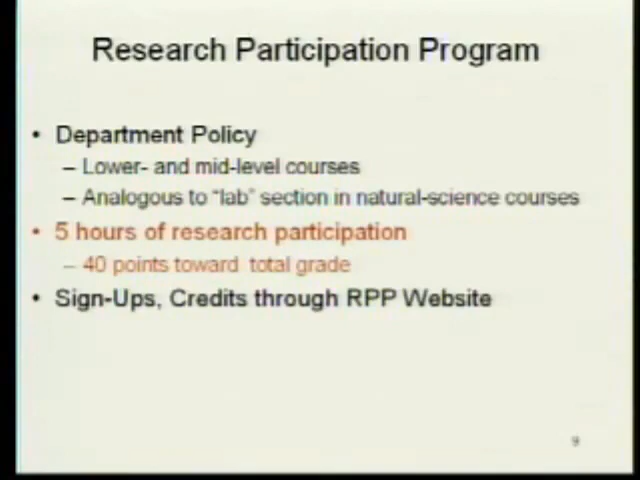 Research Participation Program
• Department Policy
– Lower- and mid-level courses
– Analogous to “lab” section in natural-science courses
• 5 hours of research participation
– 40 points toward total grade
• Sign-Ups, Credits through RPP Website
9